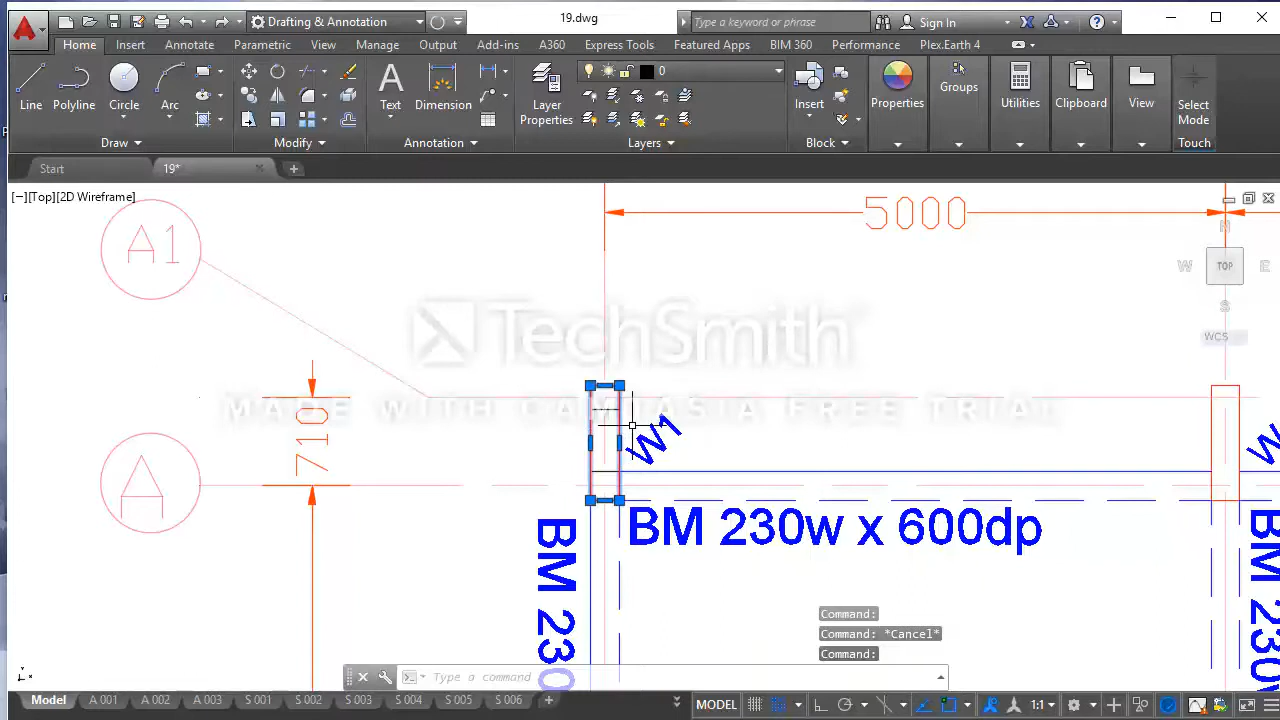 Drafting & Annotation
19.dwg
Type a keyword or phrase
Sign In
Home Insert Annotate Parametric View Manage Output Add-ins A360 Express Tools Featured Apps BIM 360 Performance Plex.Earth 4
Line Polyline Circle Arc
Text Dimension
Layer
Properties
0
Insert
Properties
Groups
Utilities
Clipboard
View
Select
Mode
Draw Modify Annotation Layers Block Touch
Start 19*
[−][Top][2D Wireframe]
5000
A1
N
W TOP E
S
WCS
TechSmith
MADE WITH CAMTASIA FREE TRIA
710
W1
A
BM 230w x 600dp
BM 230
Command:
Command: *Cancel*
Command:
Type a command
Model A 001 A 002 A 003 S 001 S 002 S 003 S 004 S 005 S 006
MODEL
1:1